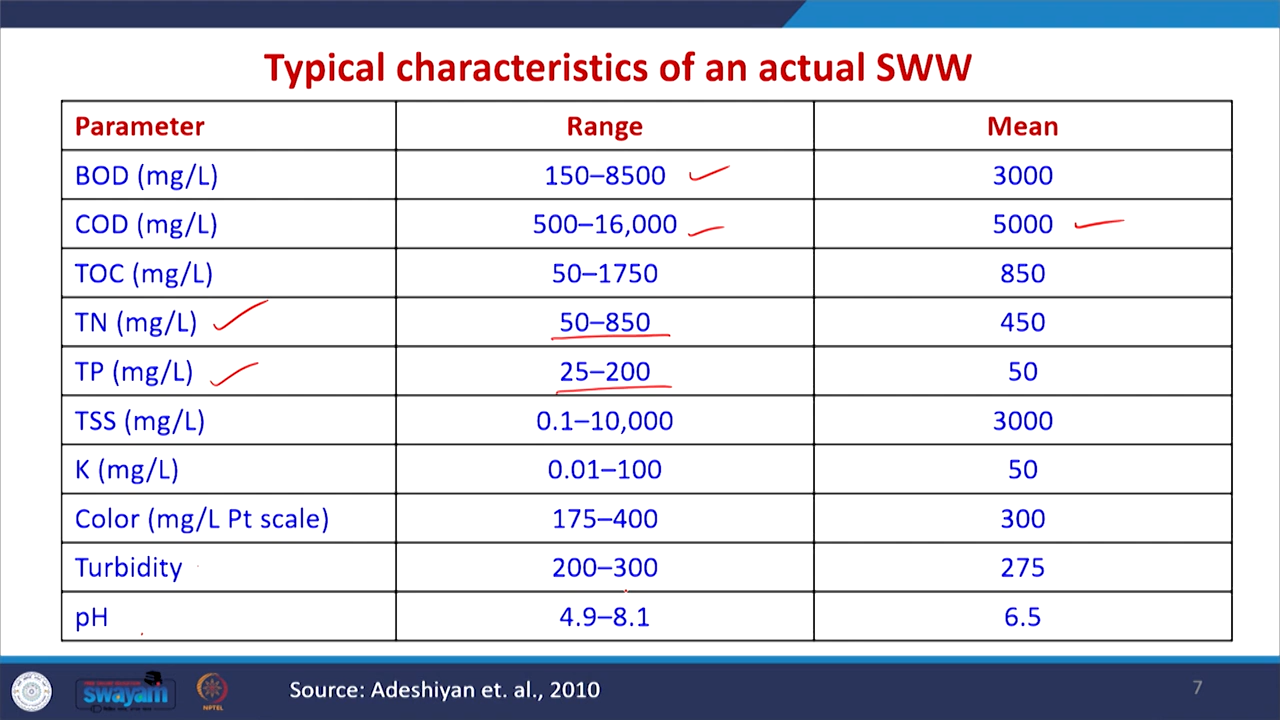 Typical characteristics of an actual SWW
Parameter Range Mean
BOD (mg/L) 150–8500 3000
COD (mg/L) 500–16,000 5000
TOC (mg/L) 50–1750 850
TN (mg/L) 50–850 450
TP (mg/L) 25–200 50
TSS (mg/L) 0.1–10,000 3000
K (mg/L) 0.01–100 50
Color (mg/L Pt scale) 175–400 300
Turbidity 200–300 275
pH 4.9–8.1 6.5
swayam
NPTEL
Source: Adeshiyan et. al., 2010
7